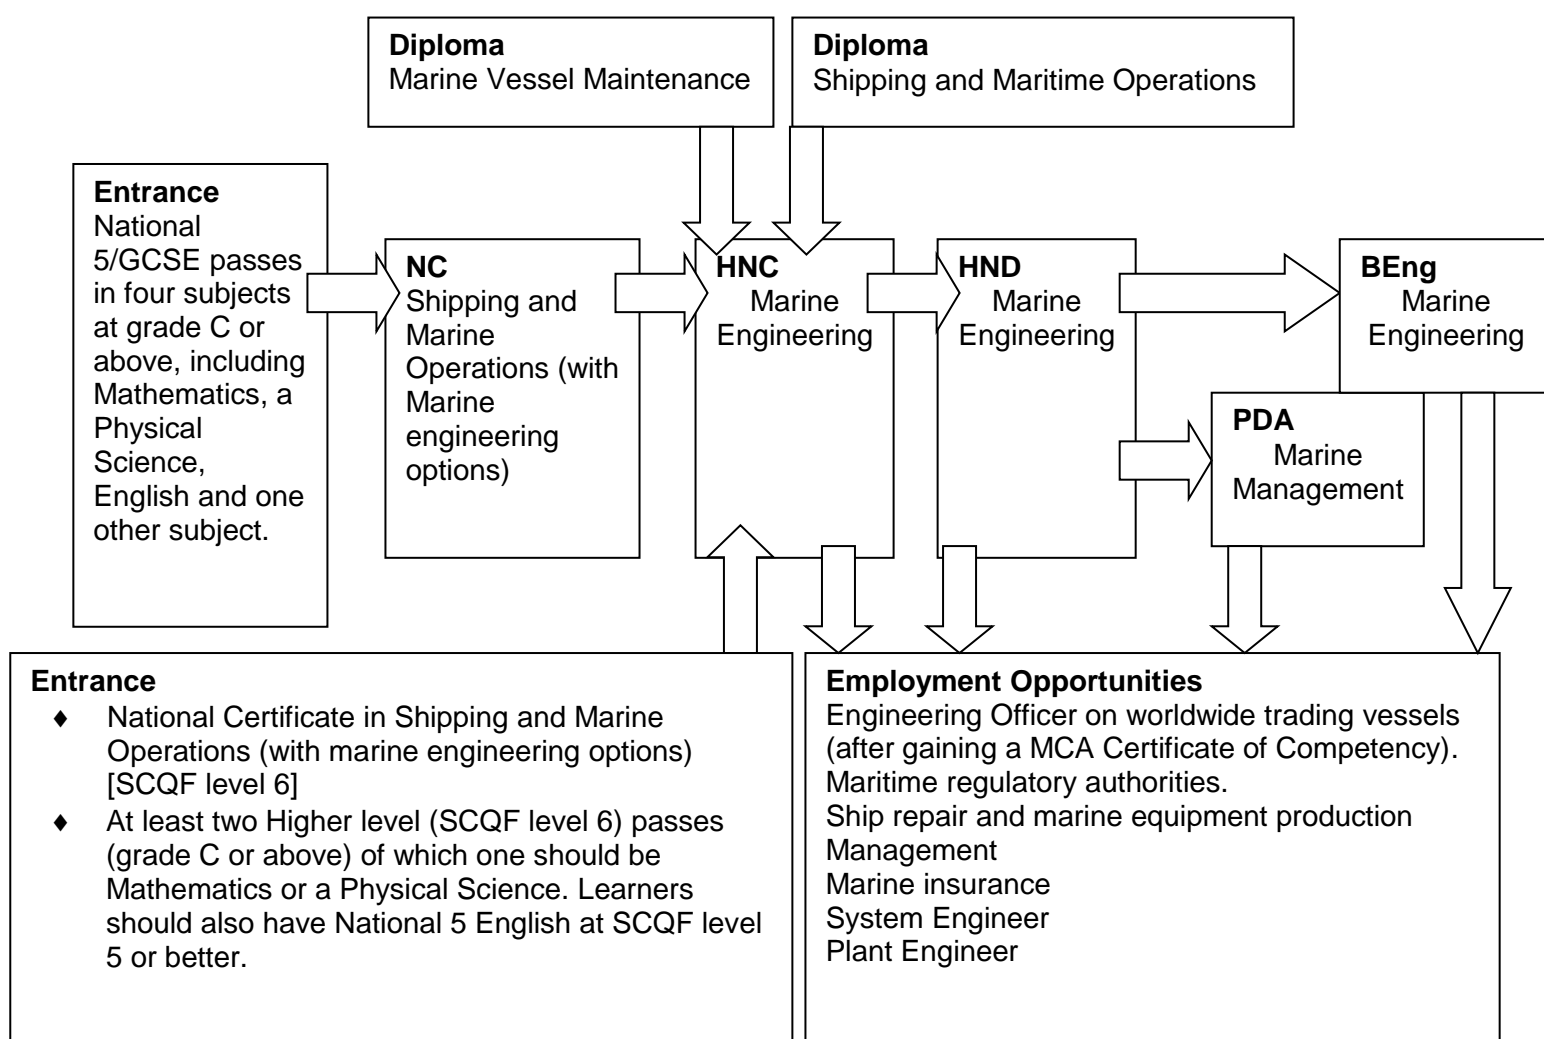 Diploma
Marine Vessel Maintenance
Diploma
Shipping and Maritime Operations
Entrance
National
5/GCSE passes
in four subjects
at grade C or
above, including
Mathematics, a
Physical
Science,
English and one
other subject.
NC
Shipping and
Marine
Operations (with
Marine
engineering
options)
HNC
Marine
Engineering
HND
Marine
Engineering
BEng
Marine
Engineering
PDA
Marine
Management
Entrance
♦ National Certificate in Shipping and Marine
Operations (with marine engineering options)
[SCQF level 6]
♦ At least two Higher level (SCQF level 6) passes
(grade C or above) of which one should be
Mathematics or a Physical Science. Learners
should also have National 5 English at SCQF level
5 or better.
Employment Opportunities
Engineering Officer on worldwide trading vessels
(after gaining a MCA Certificate of Competency).
Maritime regulatory authorities.
Ship repair and marine equipment production
Management
Marine insurance
System Engineer
Plant Engineer